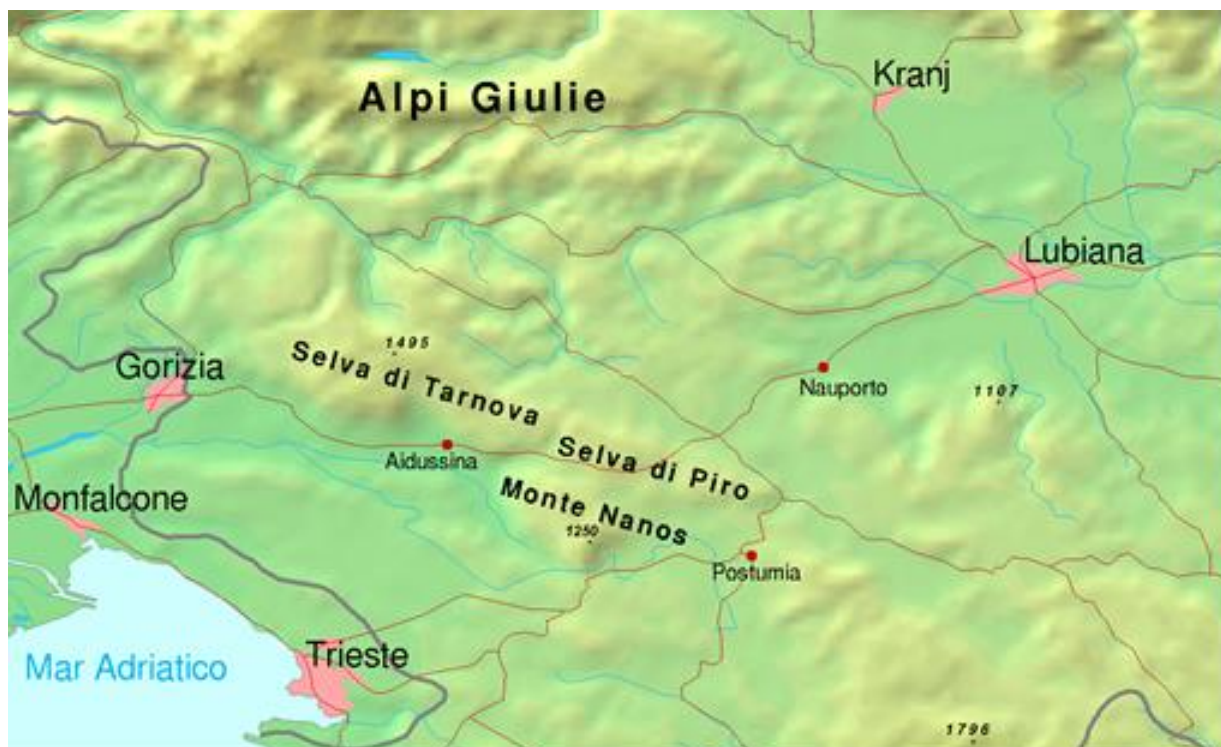 Kranj
Alpi Giulie
Lubiana
1495
Gorizia
Selva di Tarnova
Nauporto
1107
Aidussina
Selva di Piro
Monfalcone
Monte Nanos
1250
Postumia
Trieste
Mar Adriatico
1796